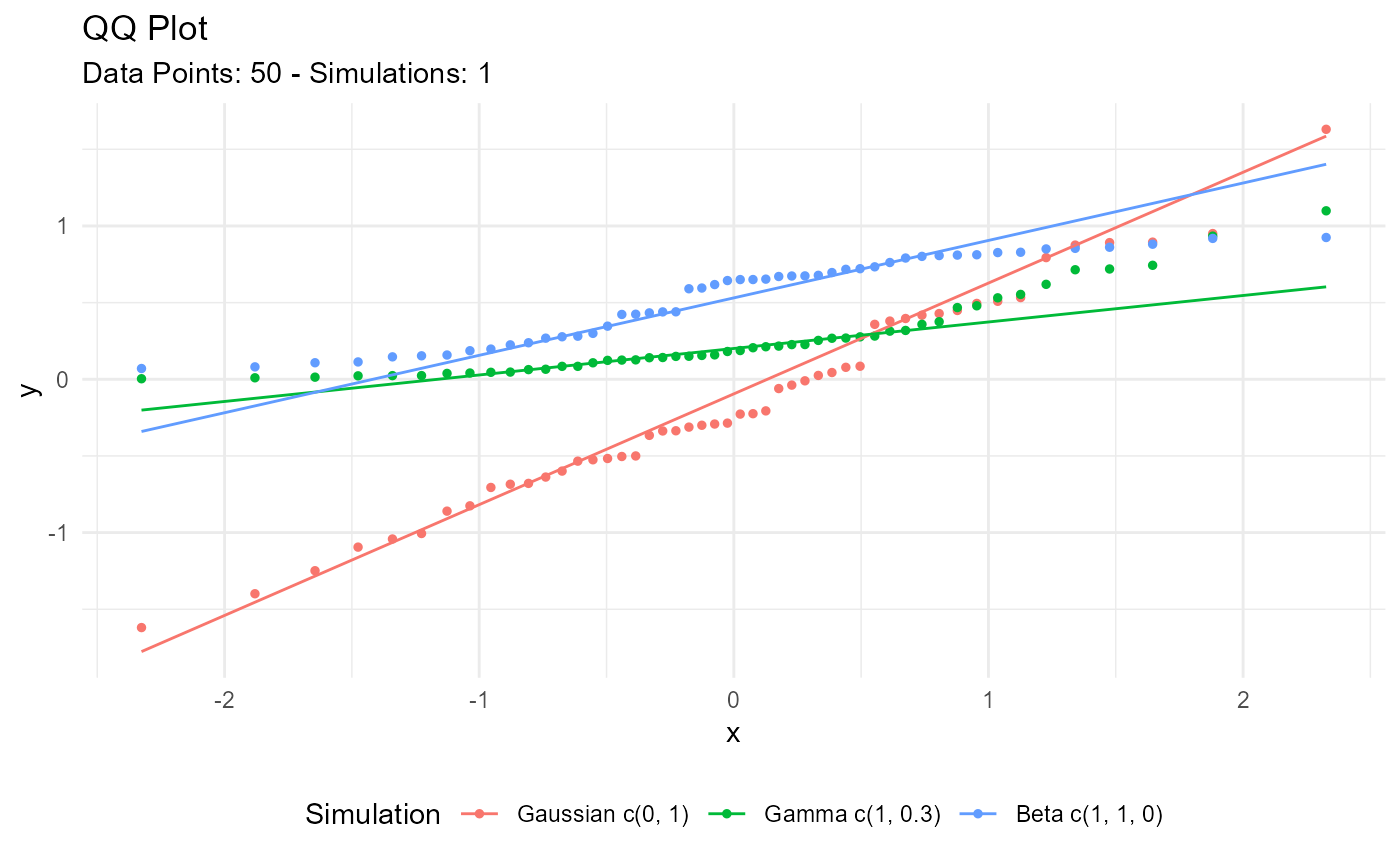 QQ Plot
Data Points: 50 - Simulations: 1
y
1
0
-1
-2
-1
0
1
2
x
Simulation
Gaussian c(0, 1)
Gamma c(1, 0.3)
Beta c(1, 1, 0)